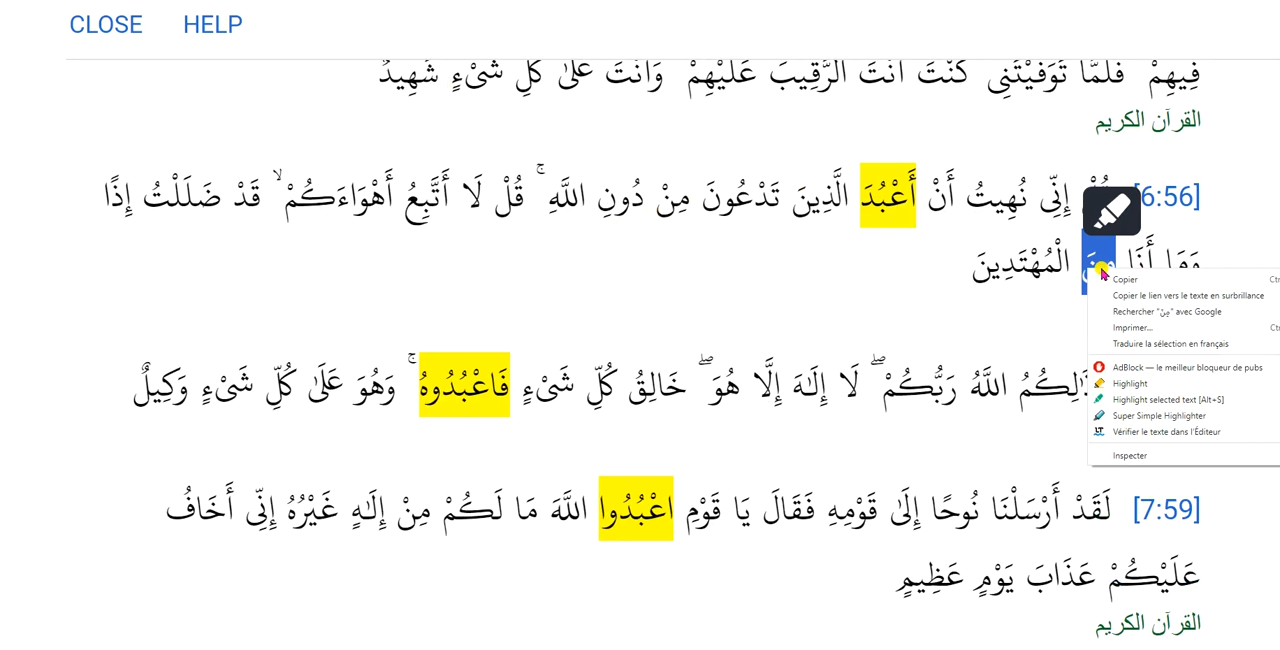 CLOSE HELP
فِيهِمْ فَلَمَّا تَوَفَّيْتَنِي كُنْتَ أَنْتَ الرَّقِيبَ عَلَيْهِمْ وَأَنْتَ عَلَىٰ كُلِّ شَيْءٍ شَهِيدٌ
القرآن الكريم
6:56] إِنِّي نُهِيتُ أَنْ أَعْبُدَ الَّذِينَ تَدْعُونَ مِنْ دُونِ اللَّهِ ۚ قُلْ لَا أَتَّبِعُ أَهْوَاءَكُمْ ۙ قَدْ ضَلَلْتُ إِذًا
وَمَا أَنَا مِنَ الْمُهْتَدِينَ
ذَٰلِكُمُ اللَّهُ رَبُّكُمْ ۖ لَا إِلَٰهَ إِلَّا هُوَ ۖ خَالِقُ كُلِّ شَيْءٍ فَاعْبُدُوهُ ۚ وَهُوَ عَلَىٰ كُلِّ شَيْءٍ وَكِيلٌ
[7:59] لَقَدْ أَرْسَلْنَا نُوحًا إِلَىٰ قَوْمِهِ فَقَالَ يَا قَوْمِ اعْبُدُوا اللَّهَ مَا لَكُمْ مِنْ إِلَٰهٍ غَيْرُهُ إِنِّي أَخَافُ
عَلَيْكُمْ عَذَابَ يَوْمٍ عَظِيمٍ
القرآن الكريم
Copier Ctr
Copier le lien vers le texte en surbrillance
Rechercher "مِنَ" avec Google
Imprimer... Ctr
Traduire la sélection en français
AdBlock — le meilleur bloqueur de pubs
Highlight
Highlight selected text [Alt+S]
Super Simple Highlighter
Vérifier le texte dans l'Éditeur
Inspecter